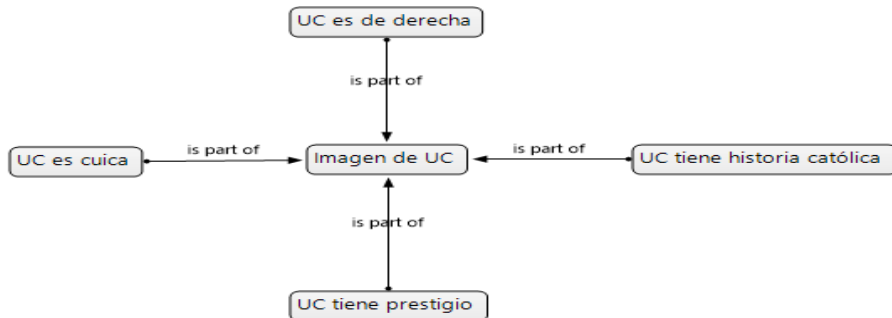 UC es de derecha
is part of
UC es cuica
is part of
Imagen de UC
is part of
UC tiene historia católica
is part of
UC tiene prestigio